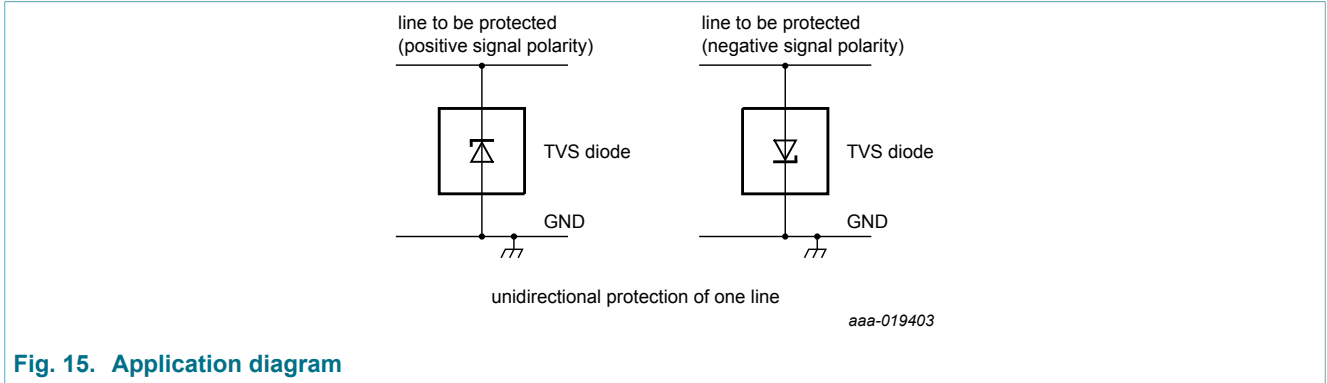 line to be protected
(positive signal polarity)
line to be protected
(negative signal polarity)
TVS diode
TVS diode
GND
GND
unidirectional protection of one line
aaa-019403
Fig. 15. Application diagram